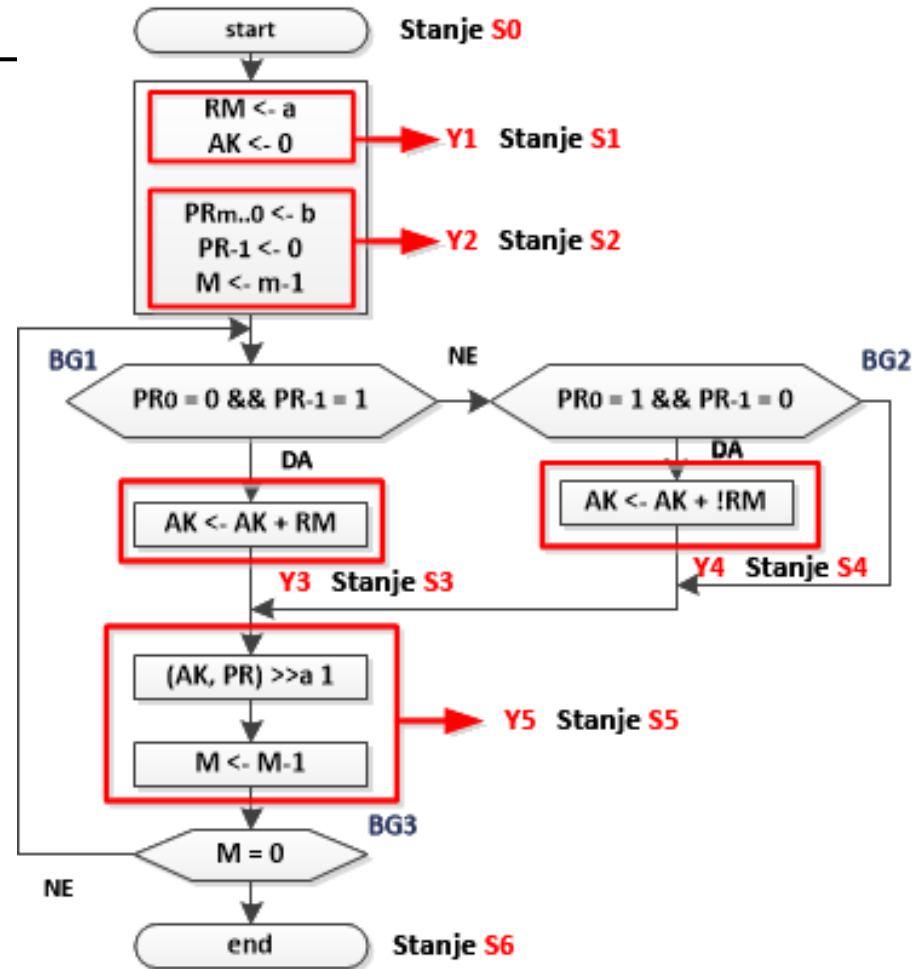 start
Stanje S0
RM <- a
AK <- 0
Y1 Stanje S1
PRm..0 <- b
PR-1 <- 0
M <- m-1
Y2 Stanje S2
BG1
NE
BG2
PR0 = 0 && PR-1 = 1
PR0 = 1 && PR-1 = 0
DA
DA
AK <- AK + RM
AK <- AK + !RM
Y3 Stanje S3
Y4 Stanje S4
(AK, PR) >>a 1
Y5 Stanje S5
M <- M-1
BG3
M = 0
NE
end
Stanje S6